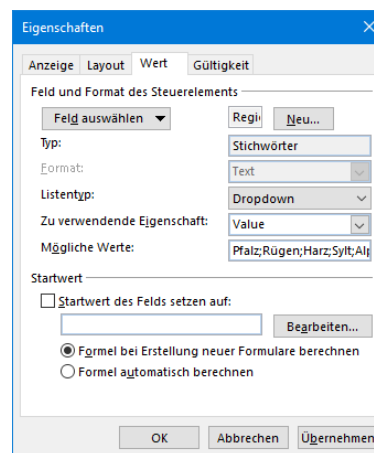 Eigenschaften
Anzeige Layout Wert Gültigkeit
Feld und Format des Steuerelements
Feld auswählen Neu...
Typ: Stichwörter
Format: Text
Listentyp: Dropdown
Zu verwendende Eigenschaft: Value
Mögliche Werte: Pfalz;Rügen;Harz;Sylt;
Startwert
Startwert des Felds setzen auf:
Bearbeiten...
Formel bei Erstellung neuer Formulare berechnen
Formel automatisch berechnen
OK Abbrechen Übernehmen